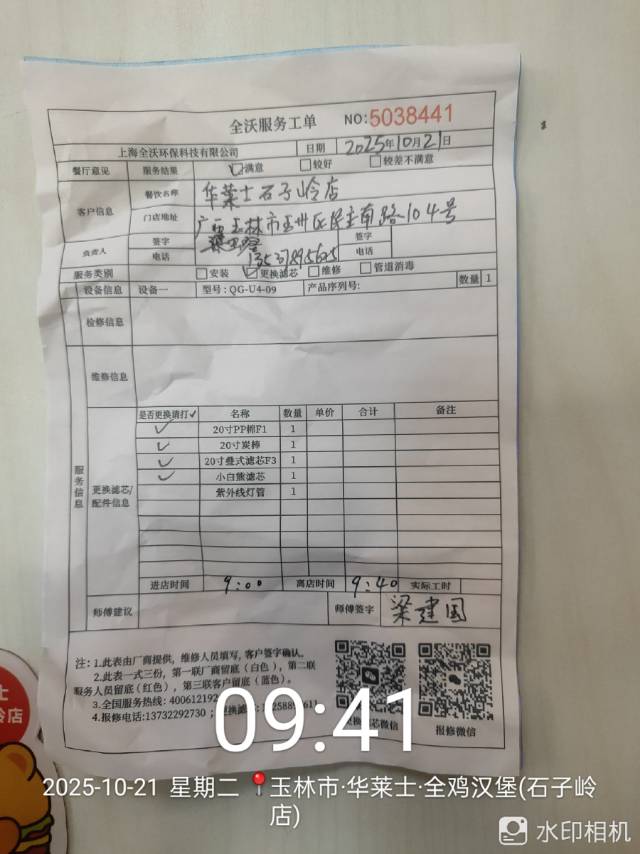 全沃服务工单 NO:5038441
上海全沃环保科技有限公司 日期 2025年10月21日
餐厅意见 服务结果 ☑满意 ☐较好 ☐较差不满意
客户信息 餐饮名称 华莱士石子岭店
门店地址 广西玉林市玉州区民主南路104号
负责人 签字 签字
电话 电话
服务类别 ☐安装 ☑更换滤芯 ☐维修 ☐管道消毒
设备信息 设备一 型号: QG-U4-09 产品序列号: 数量 1
检修信息
维修信息
服务信息
更换滤芯/配件信息
是否更换请打✓ 名称 数量 单价 合计 备注
✓ 20寸PP棉F1 1
✓ 20寸炭棒 1
✓ 20寸叠式滤芯F3 1
✓ 小白熊滤芯 1
紫外线灯管 1
进店时间 9:00 离店时间 9:40 实际工时
师傅建议 师傅签字 梁建国
注: 1.此表由厂商提供, 维修人员填写, 客户签字确认。
2.此表一式三份, 第一联厂商留底(白色), 第二联
服务人员留底(红色), 第三联客户留底(蓝色)。
3.全国服务热线: 400612192
4.报修电话:13732292730 ;
报修微信
09:41
2025-10-21 星期二 玉林市·华莱士·全鸡汉堡(石子岭
店)
水印相机
士
岭店